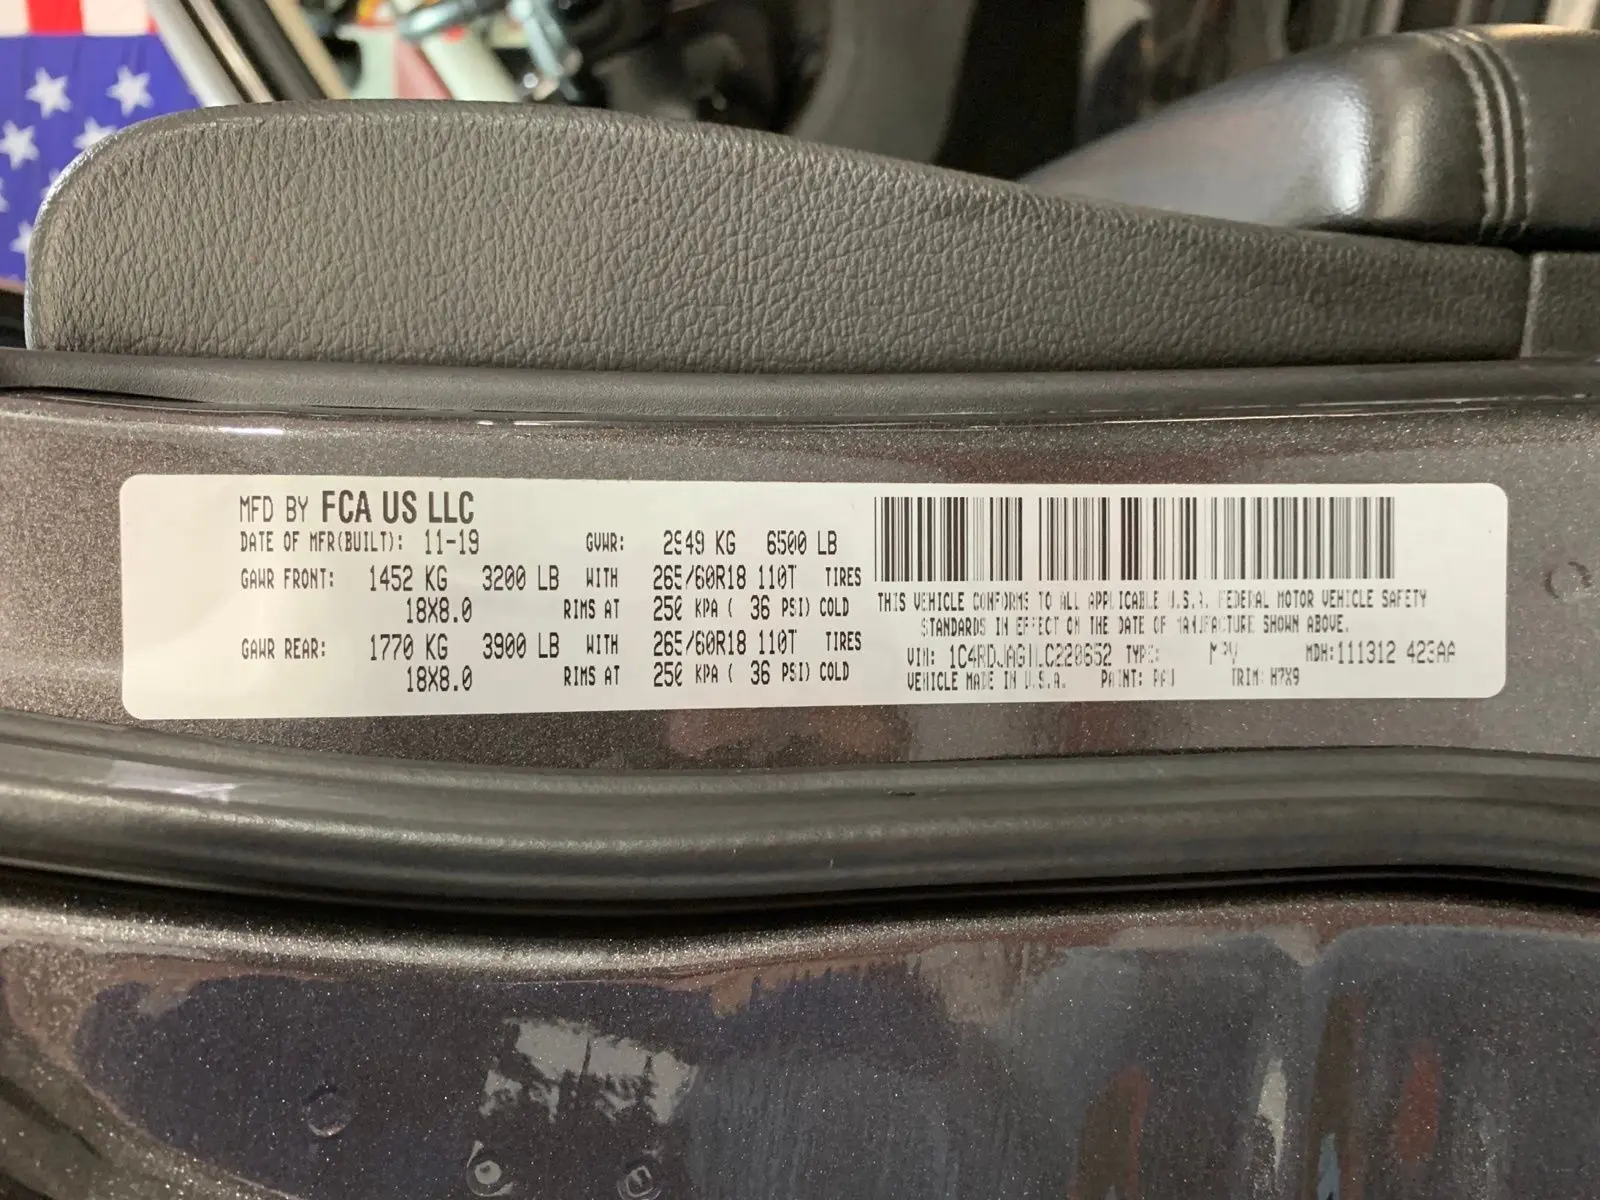 MFD BY FCA US LLC
DATE OF MFR(BUILT): 11-19 GVWR: 2949 KG 6500 LB
GAWR FRONT: 1452 KG 3200 LB WITH 265/60R18 110T TIRES
18X8.0 RIMS AT 250 KPA ( 36 PSI) COLD
GAWR REAR: 1770 KG 3900 LB WITH 265/60R18 110T TIRES
18X8.0 RIMS AT 250 KPA ( 36 PSI) COLD
THIS VEHICLE CONFORMS TO ALL APPLICABLE U.S.A. FEDERAL MOTOR VEHICLE SAFETY
STANDARDS IN EFFECT ON THE DATE OF MANUFACTURE SHOWN ABOVE.
VIN: TYPE: MPV MDH:111312 423AA
VEHICLE MADE IN U.S.A. PAINT: TRIM: H7X9